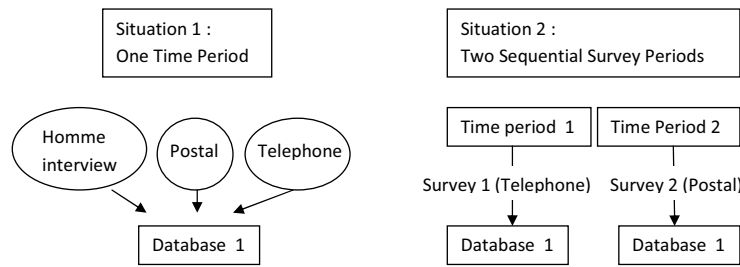 Situation 1 :
One Time Period
Situation 2 :
Two Sequential Survey Periods
Homme
interview
Postal
Telephone
Database 1
Time period 1
Time Period 2
Survey 1 (Telephone)
Survey 2 (Postal)
Database 1
Database 1